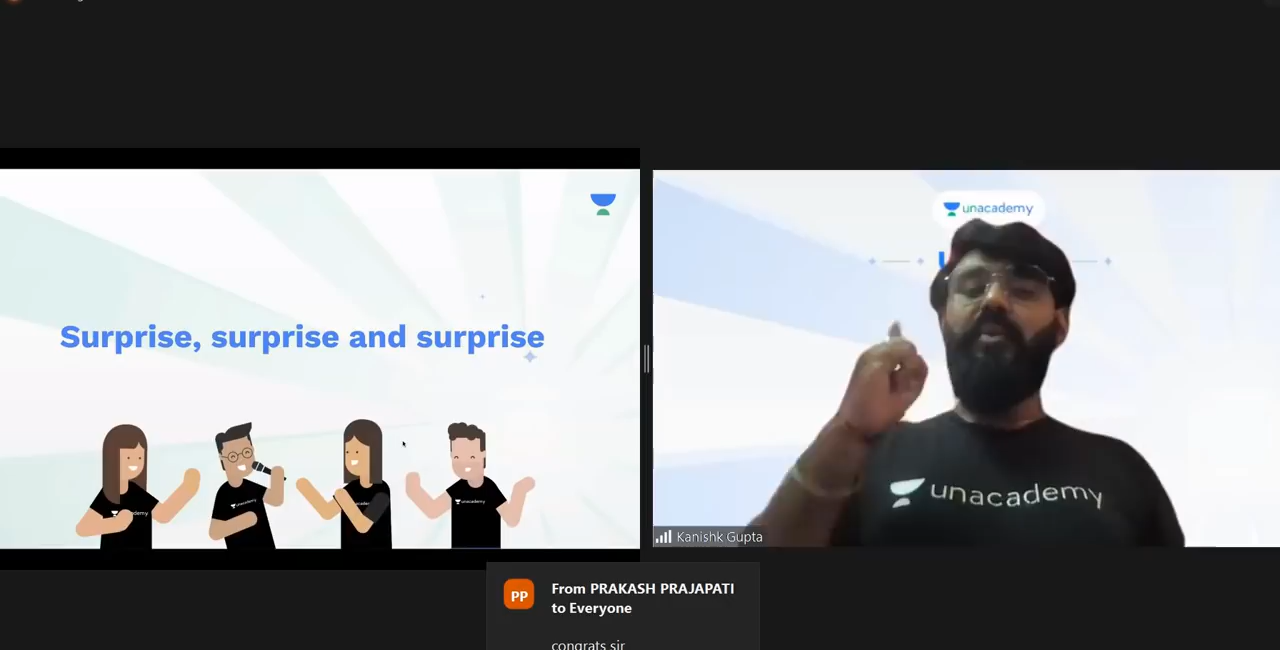 Surprise, surprise and surprise
unacademy
unacademy
Kanishk Gupta
PP
From PRAKASH PRAJAPATI
to Everyone
congrats sir